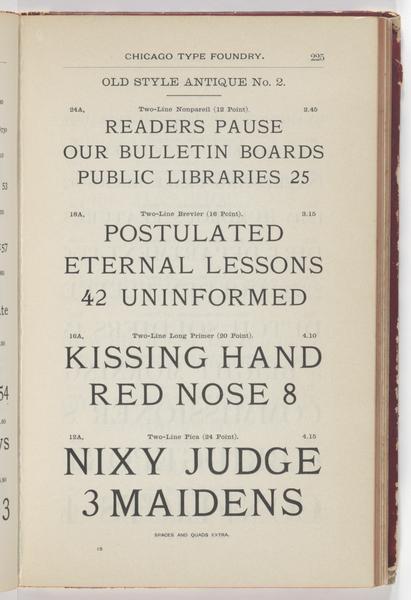 CHICAGO TYPE FOUNDRY. 225
OLD STYLE ANTIQUE No. 2.
24A, Two-Line Nonpareil (12 Point). 2.45
READERS PAUSE
OUR BULLETIN BOARDS
PUBLIC LIBRARIES 25
18A, Two-Line Brevier (16 Point). 3.15
POSTULATED
ETERNAL LESSONS
42 UNINFORMED
16A, Two-Line Long Primer (20 Point). 4.10
KISSING HAND
RED NOSE 8
12A, Two-Line Pica (24 Point). 4.15
NIXY JUDGE
3 MAIDENS
SPACES AND QUADS EXTRA.
15